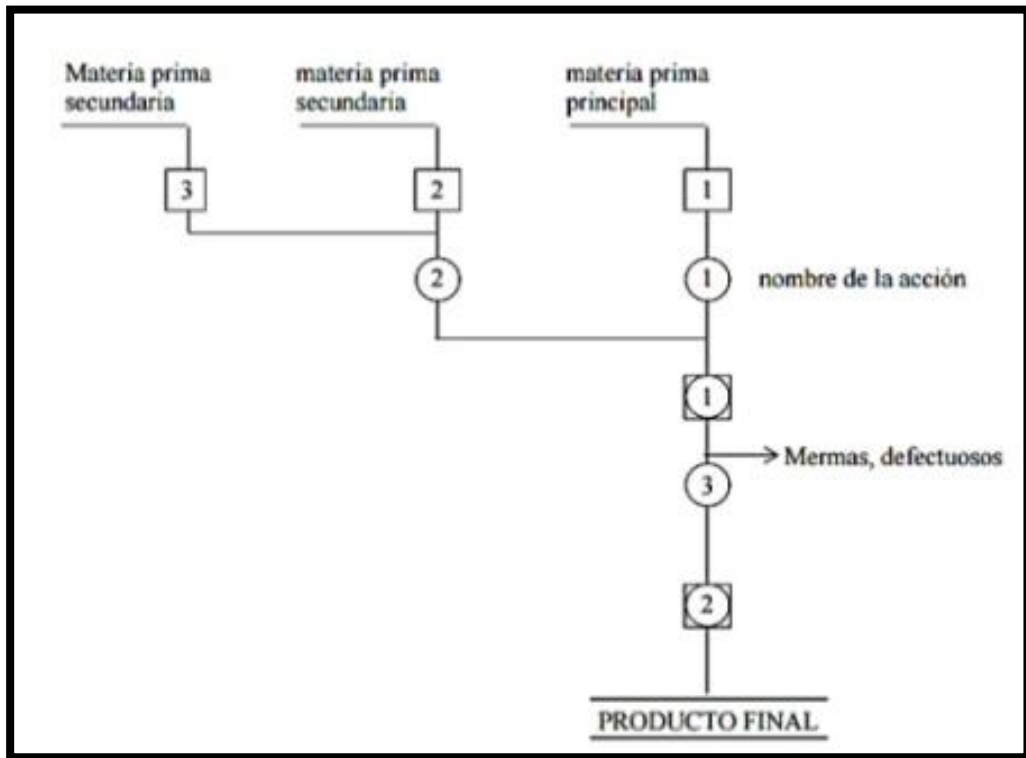 Materia prima
secundaria
materia prima
secundaria
materia prima
principal
3
2
1
2
1
nombre de la acción
1
Mermas, defectuosos
3
2
PRODUCTO FINAL